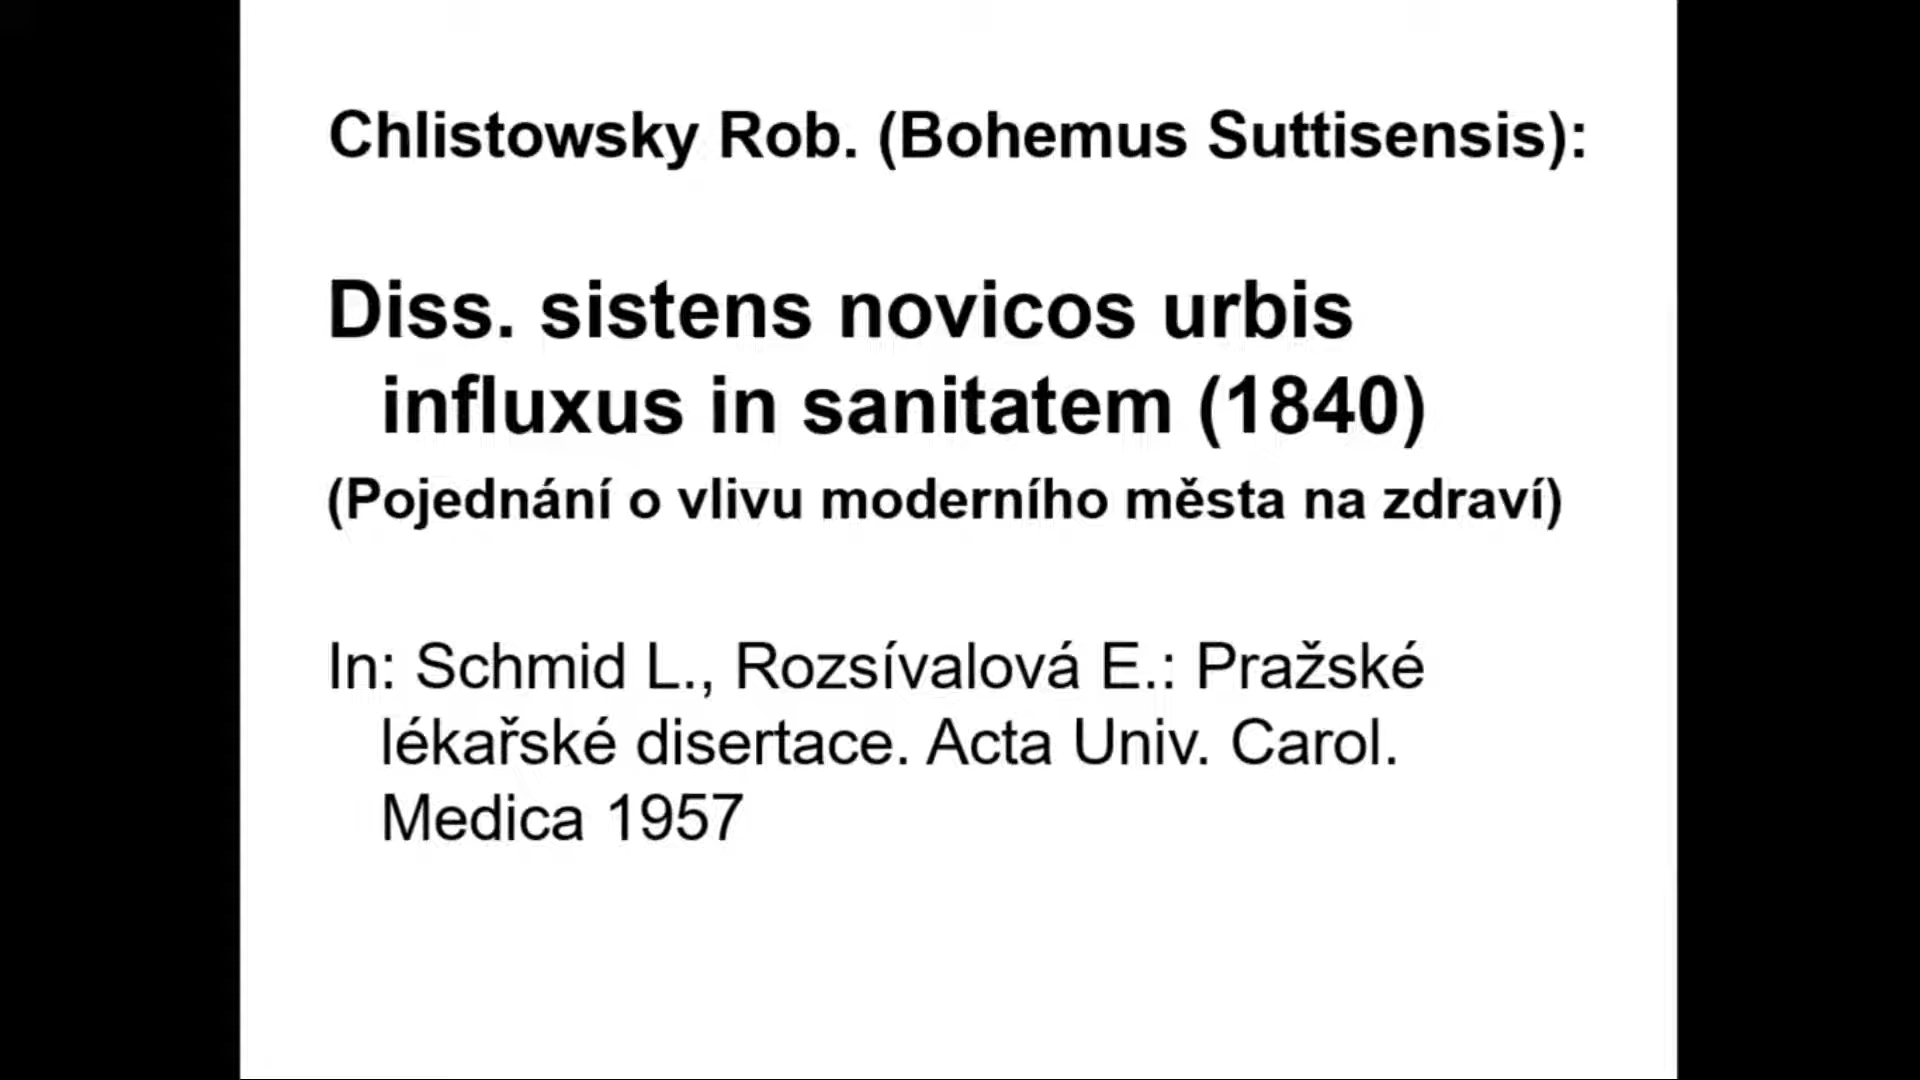 Chlistowsky Rob. (Bohemus Suttisensis):
Diss. sistens novicos urbis
influxus in sanitatem (1840)
(Pojednání o vlivu moderního města na zdraví)
In: Schmid L., Rozsívalová E.: Pražské
lékařské disertace. Acta Univ. Carol.
Medica 1957